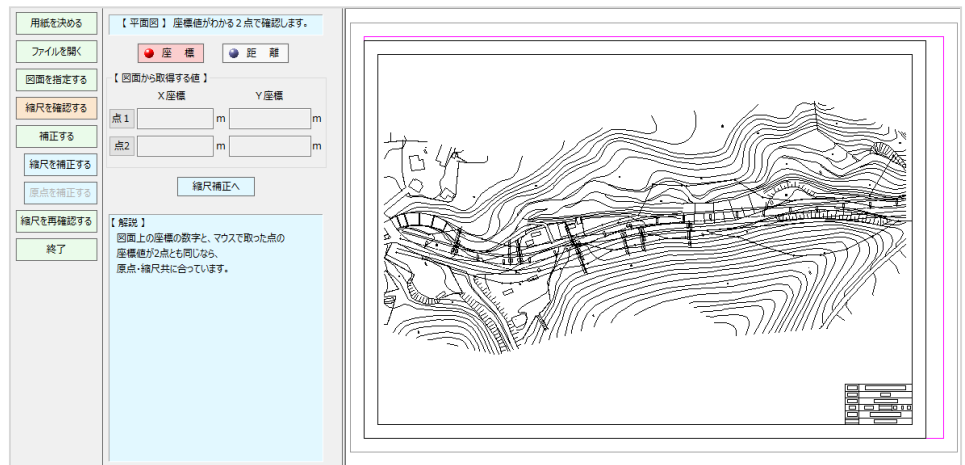 用紙を決める
ファイルを開く
図面を指定する
縮尺を確認する
補正する
縮尺を補正する
原点を補正する
縮尺を再確認する
終了
【 平面図 】 座標値がわかる２点で確認します。
座 標
距 離
【 図面から取得する値 】
X座標 Y座標
点１ m m
点2 m m
縮尺補正へ
【 解説 】
図面上の座標の数字と、マウスで取った点の
座標値が2点とも同じなら、
原点・縮尺共に合っています。